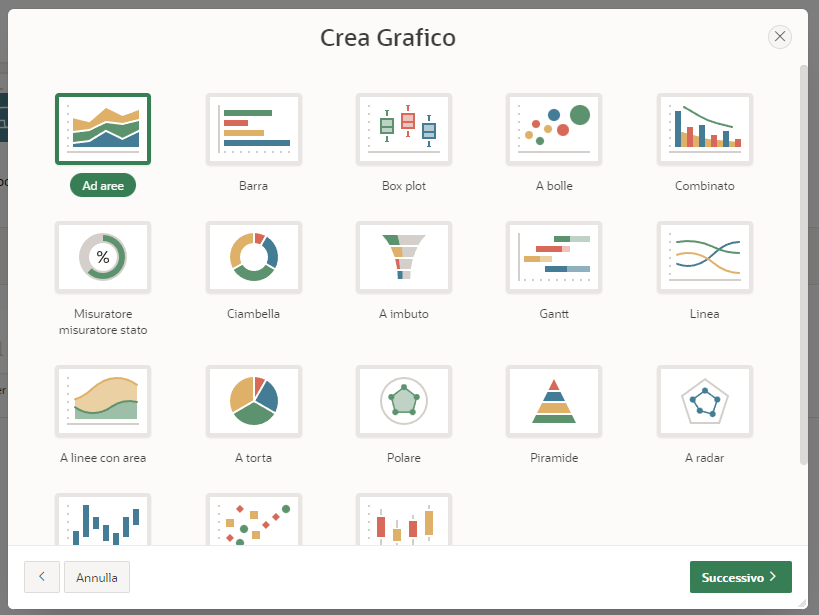 Crea Grafico
Ad aree
Barra
Box plot
A bolle
Combinato
%
Misuratore
misuratore stato
Ciambella
A imbuto
Gantt
Linea
A linee con area
A torta
Polare
Piramide
A radar
Annulla
Successivo